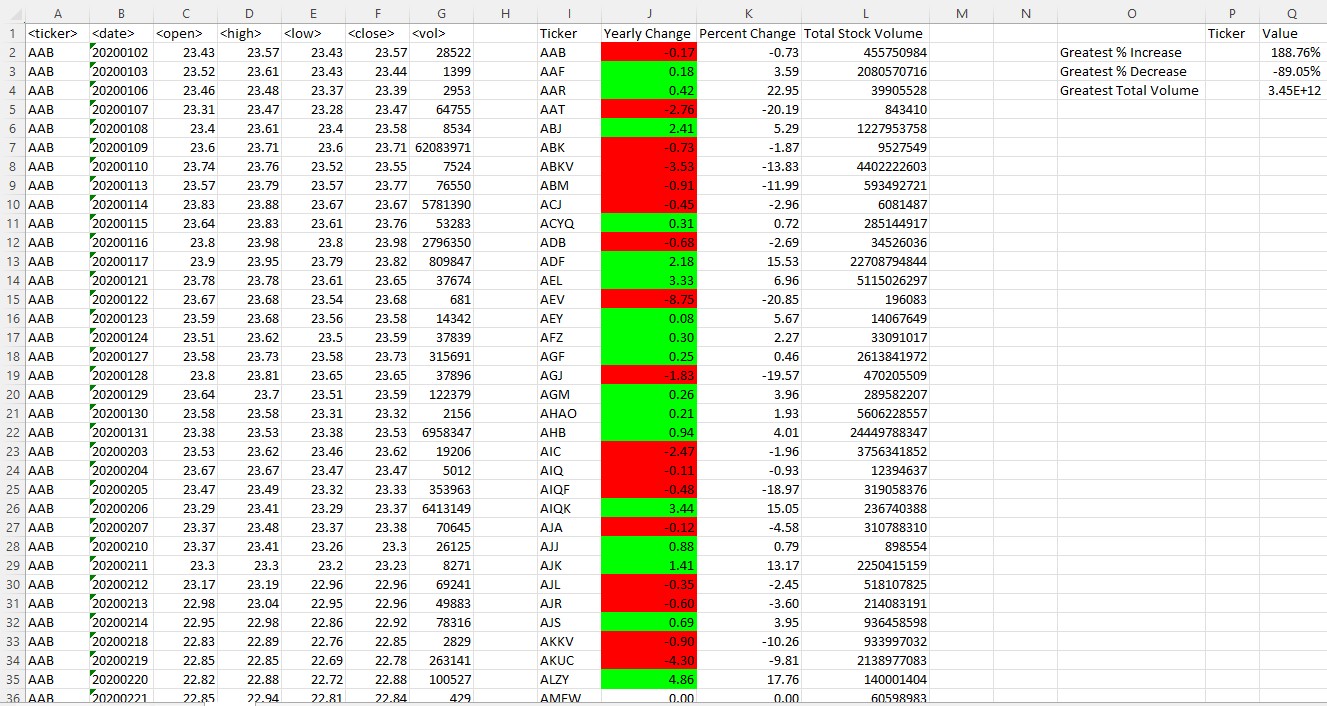 A B C D E F G H I J K L M N O P Q
1 <ticker> <date> <open> <high> <low> <close> <vol> Ticker Yearly Change Percent Change Total Stock Volume Ticker Value
2 AAB 20200102 23.43 23.57 23.43 23.57 28522 AAB -0.17 -0.73 455750984 Greatest % Increase 188.76%
3 AAB 20200103 23.52 23.61 23.43 23.44 1399 AAF 0.18 3.59 2080570716 Greatest % Decrease -89.05%
4 AAB 20200106 23.46 23.48 23.37 23.39 2953 AAR 0.42 22.95 39905528 Greatest Total Volume 3.45E+12
5 AAB 20200107 23.31 23.47 23.28 23.47 64755 AAT -2.76 -20.19 843410
6 AAB 20200108 23.4 23.61 23.4 23.58 8534 ABJ 2.41 5.29 1227953758
7 AAB 20200109 23.6 23.71 23.6 23.71 62083971 ABK -0.73 -1.87 9527549
8 AAB 20200110 23.74 23.76 23.52 23.55 7524 ABKV -3.53 -13.83 4402222603
9 AAB 20200113 23.57 23.79 23.57 23.77 76550 ABM -0.91 -11.99 593492721
10 AAB 20200114 23.83 23.88 23.67 23.67 5781390 ACJ -0.45 -2.96 6081487
11 AAB 20200115 23.64 23.83 23.61 23.76 53283 ACYQ 0.31 0.72 285144917
12 AAB 20200116 23.8 23.98 23.8 23.98 2796350 ADB -0.68 -2.69 34526036
13 AAB 20200117 23.9 23.95 23.79 23.82 809847 ADF 2.18 15.53 22708794844
14 AAB 20200121 23.78 23.78 23.61 23.65 37674 AEL 3.33 6.96 5115026297
15 AAB 20200122 23.67 23.68 23.54 23.68 681 AEV -8.75 -20.85 196083
16 AAB 20200123 23.59 23.68 23.56 23.58 14342 AEY 0.08 5.67 14067649
17 AAB 20200124 23.51 23.62 23.5 23.59 37839 AFZ 0.30 2.27 33091017
18 AAB 20200127 23.58 23.73 23.58 23.73 315691 AGF 0.25 0.46 2613841972
19 AAB 20200128 23.8 23.81 23.65 23.65 37896 AGJ -1.83 -19.57 470205509
20 AAB 20200129 23.64 23.7 23.51 23.59 122379 AGM 0.26 3.96 289582207
21 AAB 20200130 23.58 23.58 23.31 23.32 2156 AHAO 0.21 1.93 5606228557
22 AAB 20200131 23.38 23.53 23.38 23.53 6958347 AHB 0.94 4.01 24449788347
23 AAB 20200203 23.53 23.62 23.46 23.62 19206 AIC -2.47 -1.96 3756341852
24 AAB 20200204 23.67 23.67 23.47 23.47 5012 AIQ -0.11 -0.93 12394637
25 AAB 20200205 23.47 23.49 23.32 23.33 353963 AIQF -0.48 -18.97 319058376
26 AAB 20200206 23.29 23.41 23.29 23.37 6413149 AIQK 3.44 15.05 236740388
27 AAB 20200207 23.37 23.48 23.37 23.38 70645 AJA -0.12 -4.58 310788310
28 AAB 20200210 23.37 23.41 23.26 23.3 26125 AJJ 0.88 0.79 898554
29 AAB 20200211 23.3 23.3 23.2 23.23 8271 AJK 1.41 13.17 2250415159
30 AAB 20200212 23.17 23.19 22.96 22.96 69241 AJL -0.35 -2.45 518107825
31 AAB 20200213 22.98 23.04 22.95 22.96 49883 AJR -0.60 -3.60 214083191
32 AAB 20200214 22.95 22.98 22.86 22.92 78316 AJS 0.69 3.95 936458598
33 AAB 20200218 22.83 22.89 22.76 22.85 2829 AKKV -0.90 -10.26 933997032
34 AAB 20200219 22.85 22.85 22.69 22.78 263141 AKUC -4.30 -9.81 2138977083
35 AAB 20200220 22.82 22.88 22.72 22.88 100527 ALZY 4.86 17.76 140001404
36 AAB 20200221 22.85 22.94 22.81 22.84 429 AMEW 0.00 0.00 60598983